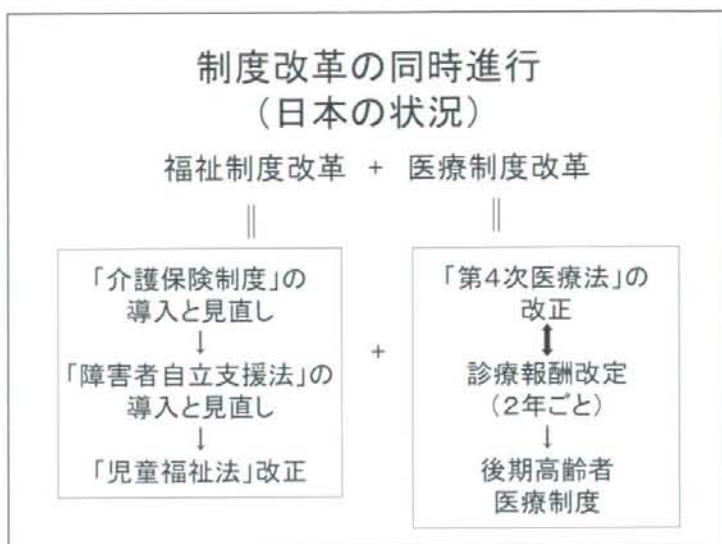 制度改革の同時進行
(日本の状況)
福祉制度改革 + 医療制度改革
||
||
「介護保険制度」の
導入と見直し
↓
「障害者自立支援法」の
導入と見直し
↓
「児童福祉法」改正
+
「第4次医療法」の
改正
↕
診療報酬改定
(2年ごと)
↓
後期高齢者
医療制度